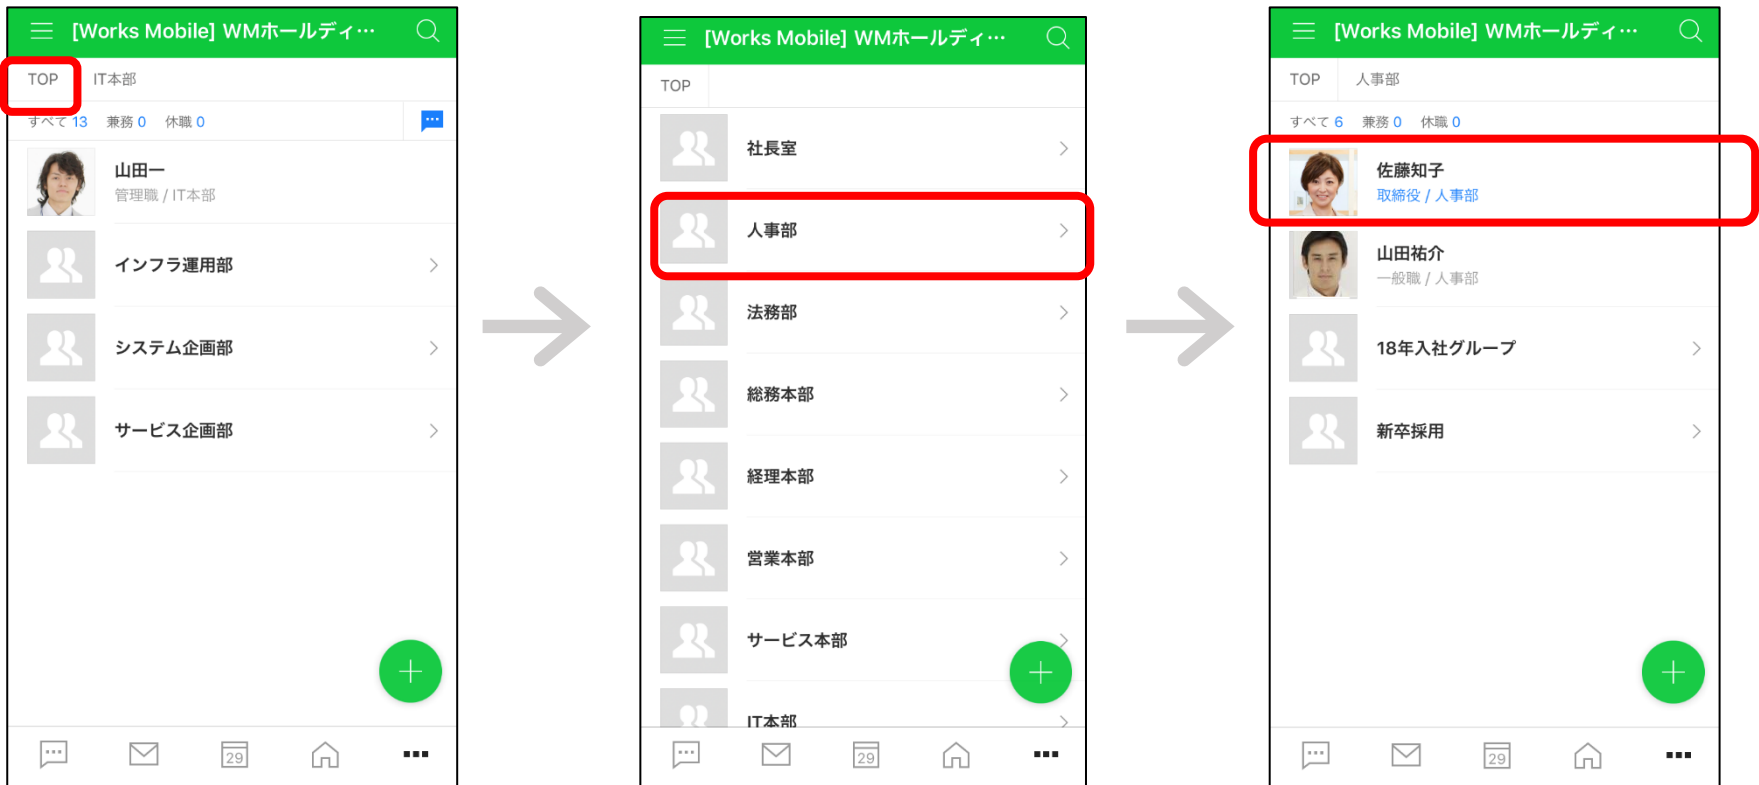 [Works Mobile] WMホールディ…
TOP IT本部
すべて 13 兼務 0 休職 0
山田一
管理職 / IT本部
インフラ運用部
システム企画部
サービス企画部
29
[Works Mobile] WMホールディ…
TOP
社長室
人事部
法務部
総務本部
経理本部
営業本部
サービス本部
IT本部
29
[Works Mobile] WMホールディ…
TOP 人事部
すべて 6 兼務 0 休職 0
佐藤知子
取締役 / 人事部
山田祐介
一般職 / 人事部
18年入社グループ
新卒採用
29